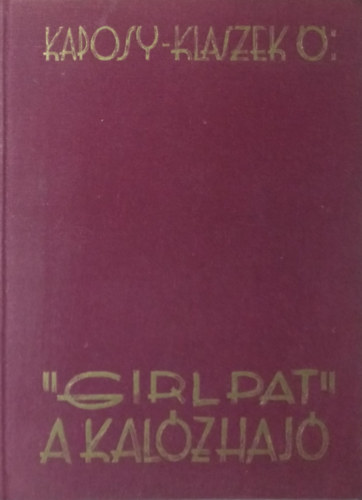 KAPOSY-KLASZEK Ö:
"GIRL PAT"
A KALÓZHAJÓ